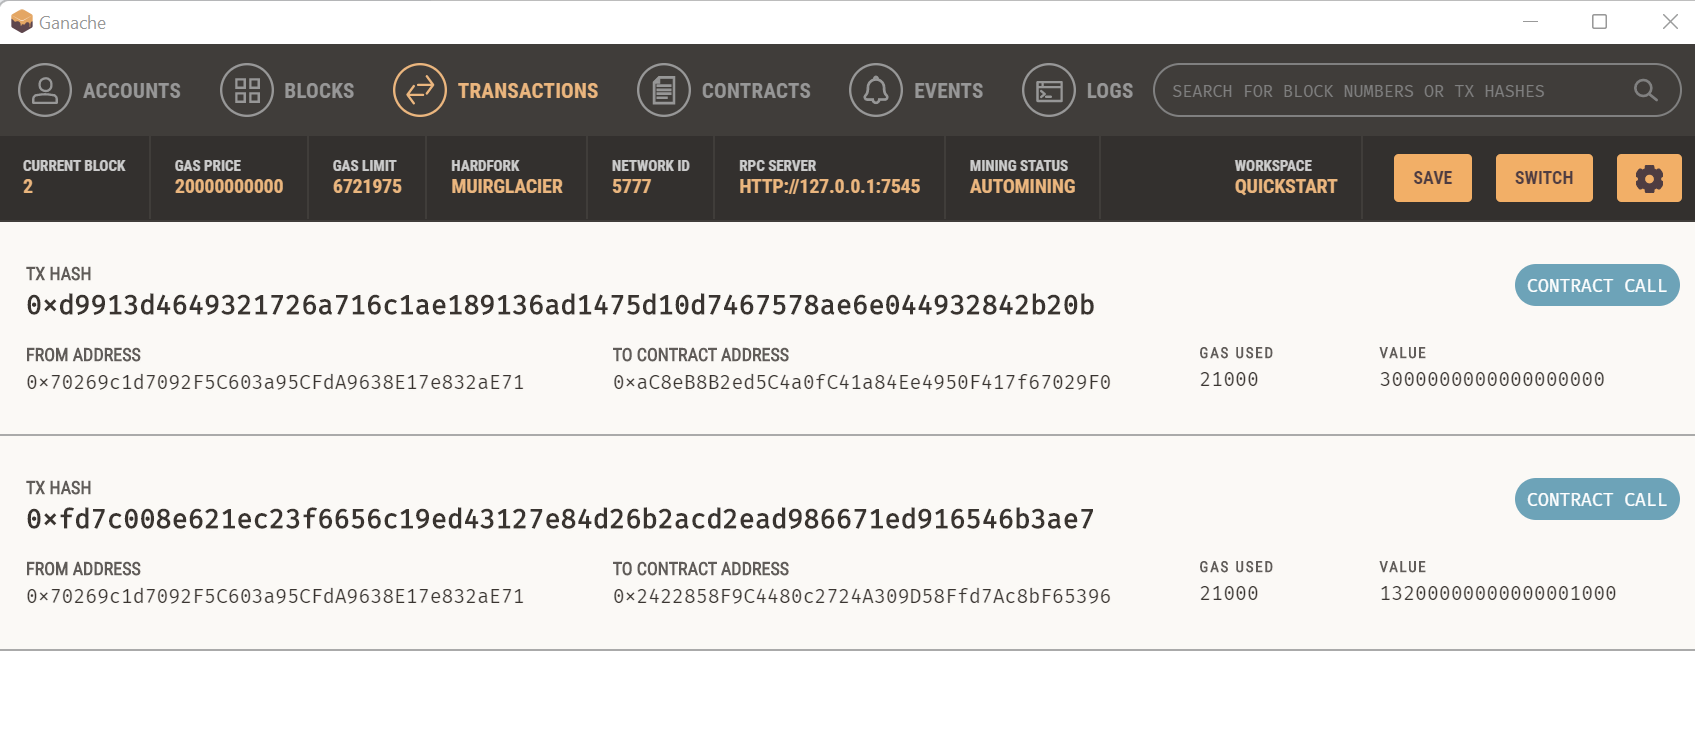 Ganache
ACCOUNTS BLOCKS TRANSACTIONS CONTRACTS EVENTS LOGS SEARCH FOR BLOCK NUMBERS OR TX HASHES
CURRENT BLOCK GAS PRICE GAS LIMIT HARDFORK NETWORK ID RPC SERVER MINING STATUS WORKSPACE
2 20000000000 6721975 MUIRGLACIER 5777 HTTP://127.0.0.1:7545 AUTOMINING QUICKSTART SAVE SWITCH
TX HASH
0×d9913d4649321726a716c1ae189136ad1475d10d7467578ae6e044932842b20b CONTRACT CALL
FROM ADDRESS TO CONTRACT ADDRESS GAS USED VALUE
0×70269c1d7092F5C603a95CFdA9638E17e832aE71 0×aC8eB8B2ed5C4a0fC41a84Ee4950F417f67029F0 21000 3000000000000000000
TX HASH
0×fd7c008e621ec23f6656c19ed43127e84d26b2acd2ead986671ed916546b3ae7 CONTRACT CALL
FROM ADDRESS TO CONTRACT ADDRESS GAS USED VALUE
0×70269c1d7092F5C603a95CFdA9638E17e832aE71 0×2422858F9C4480c2724A309D58Ffd7Ac8bF65396 21000 13200000000000001000